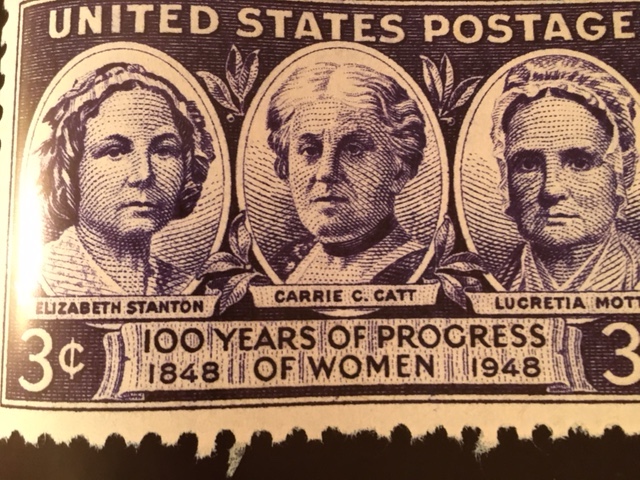 UNITED STATES POSTAGE
ELIZABETH STANTON
CARRIE C. CATT
LUCRETIA MOTT
3¢
100 YEARS OF PROGRESS
OF WOMEN
1848
1948
3